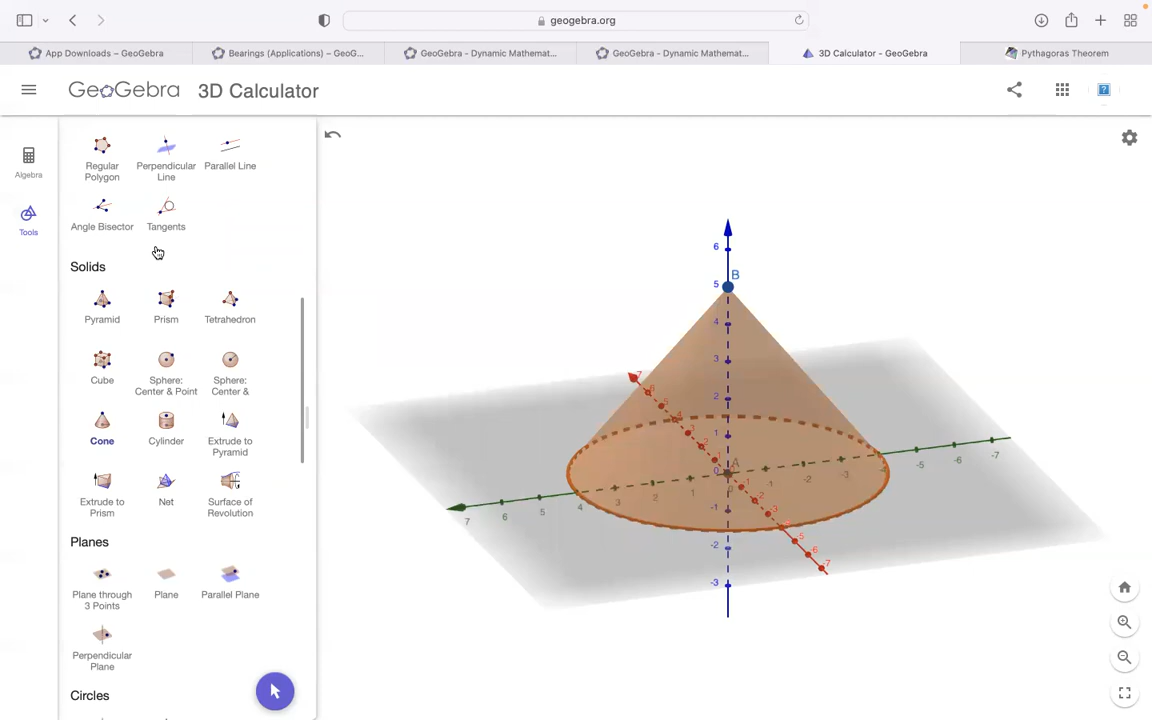 geogebra.org
App Downloads – GeoGebra
Bearings (Applications) – GeoG...
GeoGebra - Dynamic Mathemat...
GeoGebra - Dynamic Mathemat...
3D Calculator - GeoGebra
Pythagoras Theorem
GeoGebra
3D Calculator
Algebra
Tools
Regular Polygon
Perpendicular Line
Parallel Line
Angle Bisector
Tangents
Solids
Pyramid
Prism
Tetrahedron
Cube
Sphere: Center & Point
Sphere: Center &
Cone
Cylinder
Extrude to Pyramid
Extrude to Prism
Net
Surface of Revolution
Planes
Plane through 3 Points
Plane
Parallel Plane
Perpendicular Plane
Circles
6
B
5
4
3
2
1
0
A
-1
-2
-3
7
6
5
4
3
2
1
-1
-2
-3
-4
-5
-6
-7